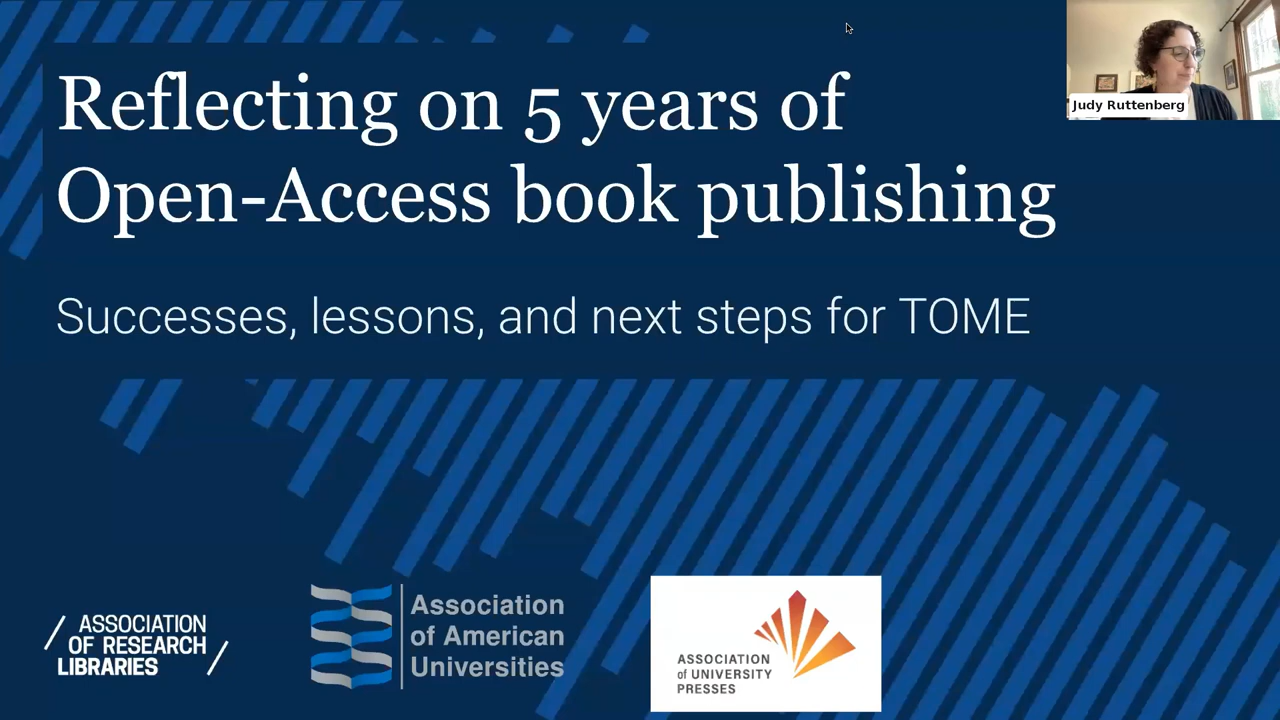 Reflecting on 5 years of
Open-Access book publishing
Judy Ruttenberg
Successes, lessons, and next steps for TOME
ASSOCIATION
OF RESEARCH
LIBRARIES
Association
of American
Universities
ASSOCIATION
of UNIVERSITY
PRESSES